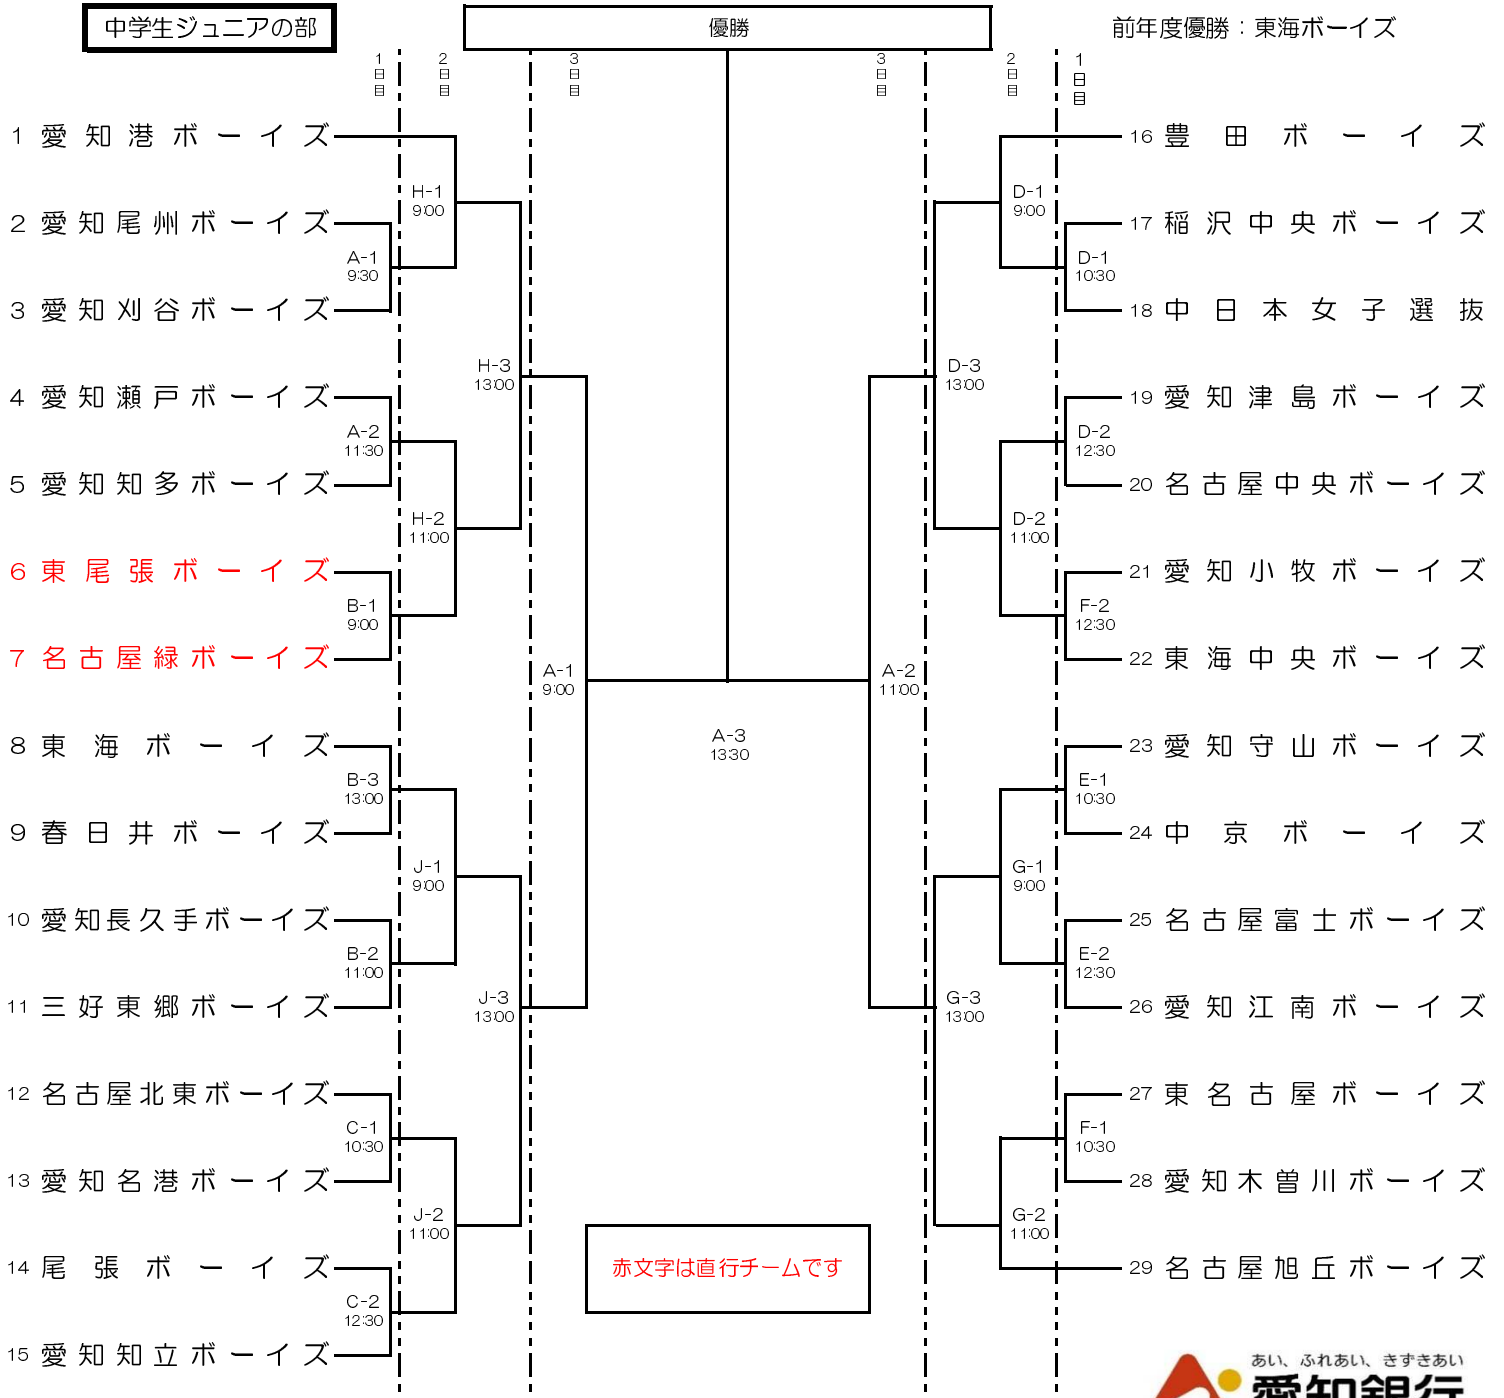 中学生ジュニアの部
優勝
前年度優勝：東海ボーイズ
1日目
2日目
3日目
3日目
2日目
1日目
1 愛知港ボーイズ
2 愛知尾州ボーイズ
3 愛知刈谷ボーイズ
4 愛知瀬戸ボーイズ
5 愛知知多ボーイズ
6 東尾張ボーイズ
7 名古屋緑ボーイズ
8 東海ボーイズ
9 春日井ボーイズ
10 愛知長久手ボーイズ
11 三好東郷ボーイズ
12 名古屋北東ボーイズ
13 愛知名港ボーイズ
14 尾張ボーイズ
15 愛知知立ボーイズ
A-1
9:30
A-2
11:30
B-1
9:00
B-3
13:00
B-2
11:00
C-1
10:30
C-2
12:30
H-1
9:00
H-2
11:00
J-1
9:00
J-2
11:00
H-3
13:00
J-3
13:00
A-1
9:00
A-3
13:30
A-2
11:00
D-3
13:00
G-3
13:00
D-1
9:00
D-2
11:00
G-1
9:00
G-2
11:00
D-1
10:30
D-2
12:30
F-2
12:30
E-1
10:30
E-2
12:30
F-1
10:30
16 豊田ボーイズ
17 稲沢中央ボーイズ
18 中日本女子選抜
19 愛知津島ボーイズ
20 名古屋中央ボーイズ
21 愛知小牧ボーイズ
22 東海中央ボーイズ
23 愛知守山ボーイズ
24 中京ボーイズ
25 名古屋富士ボーイズ
26 愛知江南ボーイズ
27 東名古屋ボーイズ
28 愛知木曽川ボーイズ
29 名古屋旭丘ボーイズ
赤文字は直行チームです
あい、ふれあい、きずきあい
愛知銀行